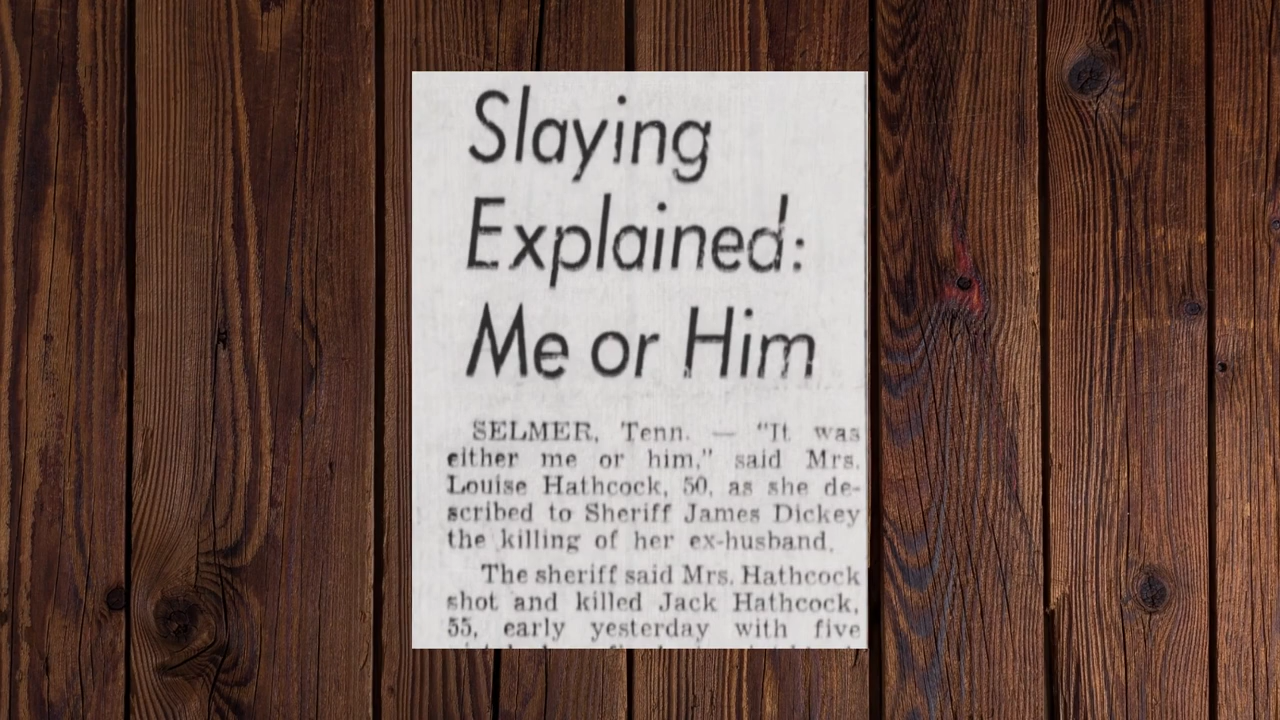 Slaying
Explained:
Me or Him
SELMER, Tenn. — "It was
either me or him," said Mrs.
Louise Hathcock, 50, as she de-
scribed to Sheriff James Dickey
the killing of her ex-husband.
The sheriff said Mrs. Hathcock
shot and killed Jack Hathcock,
55, early yesterday with five